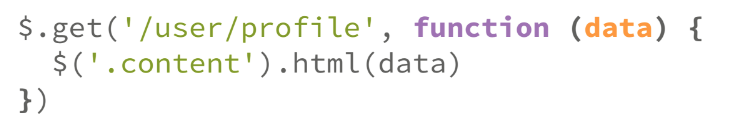 $.get('/user/profile', function (data) {
  $('.content').html(data)
})